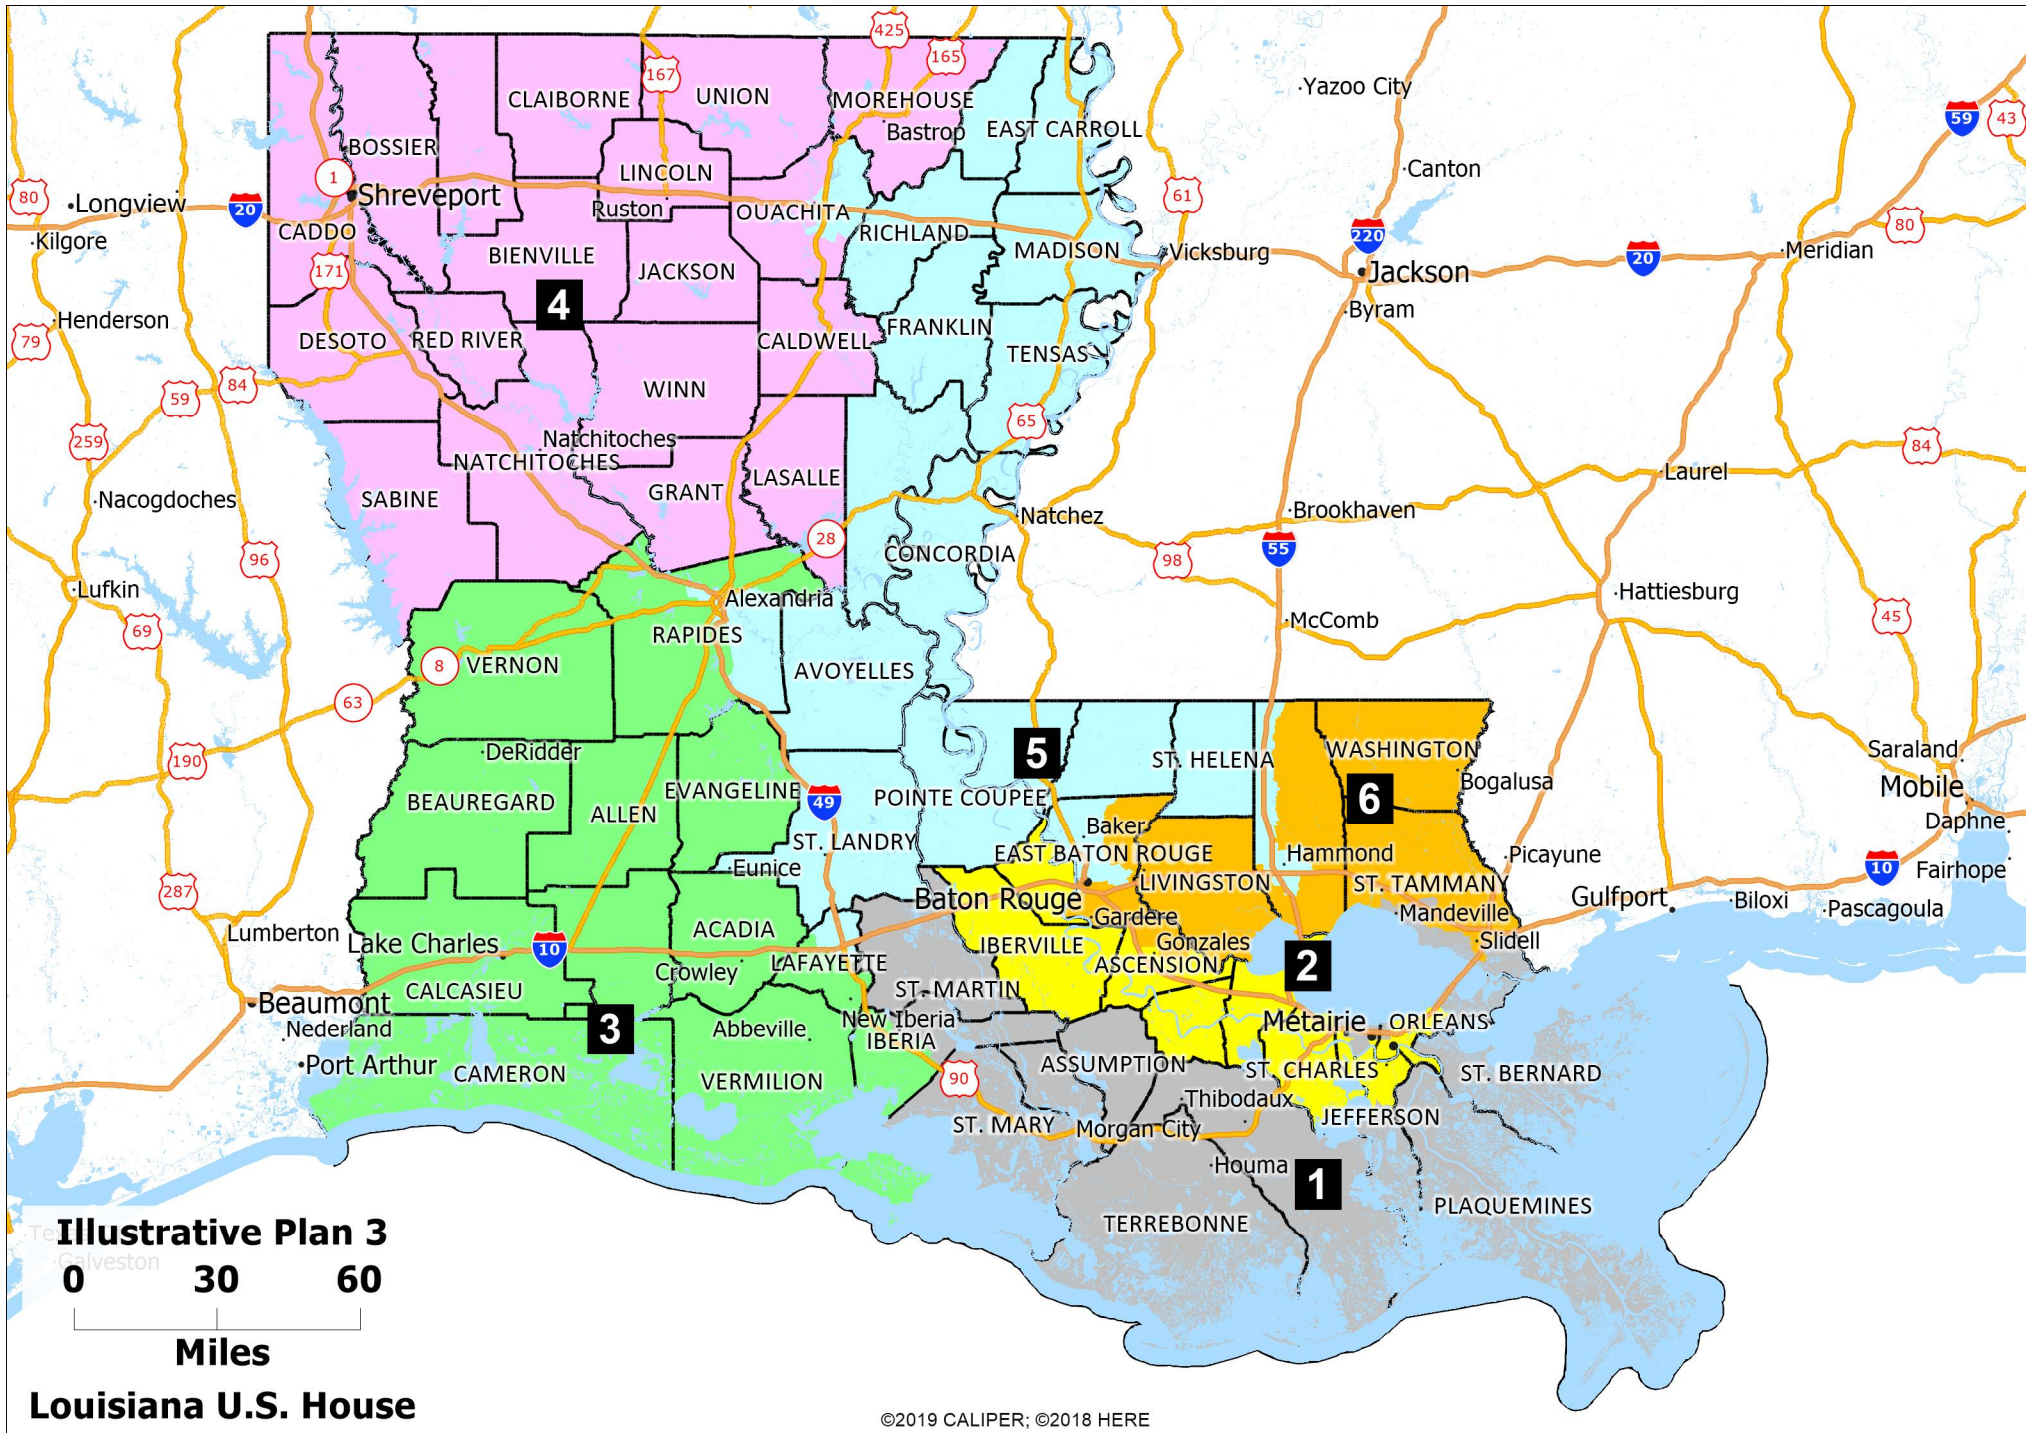 425
165
167
Yazoo City
CLAIBORNE
UNION
MOREHOUSE
59
43
Bastrop
EAST CARROLL
BOSSIER
Canton
LINCOLN
1
80
Longview
20
Shreveport
61
Ruston
OUACHITA
Kilgore
CADDO
RICHLAND
220
80
BIENVILLE
MADISON
Vicksburg
20
Meridian
171
JACKSON
Jackson
4
Henderson
Byram
79
DESOTO
RED RIVER
CALDWELL
FRANKLIN
TENSAS
59
84
WINN
65
259
Natchitoches
84
NATCHITOCHES
LASALLE
Laurel
Nacogdoches
SABINE
GRANT
Natchez
Brookhaven
28
96
CONCORDIA
98
55
Lufkin
Alexandria
Hattiesburg
69
RAPIDES
McComb
45
8
VERNON
AVOYELLES
63
DeRidder
5
ST. HELENA
WASHINGTON
Saraland
190
Bogalusa
Mobile
BEAUREGARD
ALLEN
EVANGELINE
49
POINTE COUPEE
6
Daphne
Baker
ST. LANDRY
EAST BATON ROUGE
Hammond
Picayune
10
Fairhope
Eunice
LIVINGSTON
ST. TAMMANY
287
Baton Rouge
Gulfport
Biloxi
Pascagoula
Gardere
Mandeville
Lumberton
Lake Charles
ACADIA
10
IBERVILLE
Gonzales
Slidell
Crowley
LAFAYETTE
ASCENSION
2
CALCASIEU
ST. MARTIN
Beaumont
Nederland
3
Abbeville
New Iberia
Metairie
ORLEANS
IBERIA
Port Arthur
CAMERON
VERMILION
90
ASSUMPTION
ST. CHARLES
ST. BERNARD
Thibodaux
ST. MARY
Morgan City
JEFFERSON
Houma
1
TERREBONNE
PLAQUEMINES
Illustrative Plan 3
Galveston
0 30 60
Miles
Louisiana U.S. House
©2019 CALIPER; ©2018 HERE